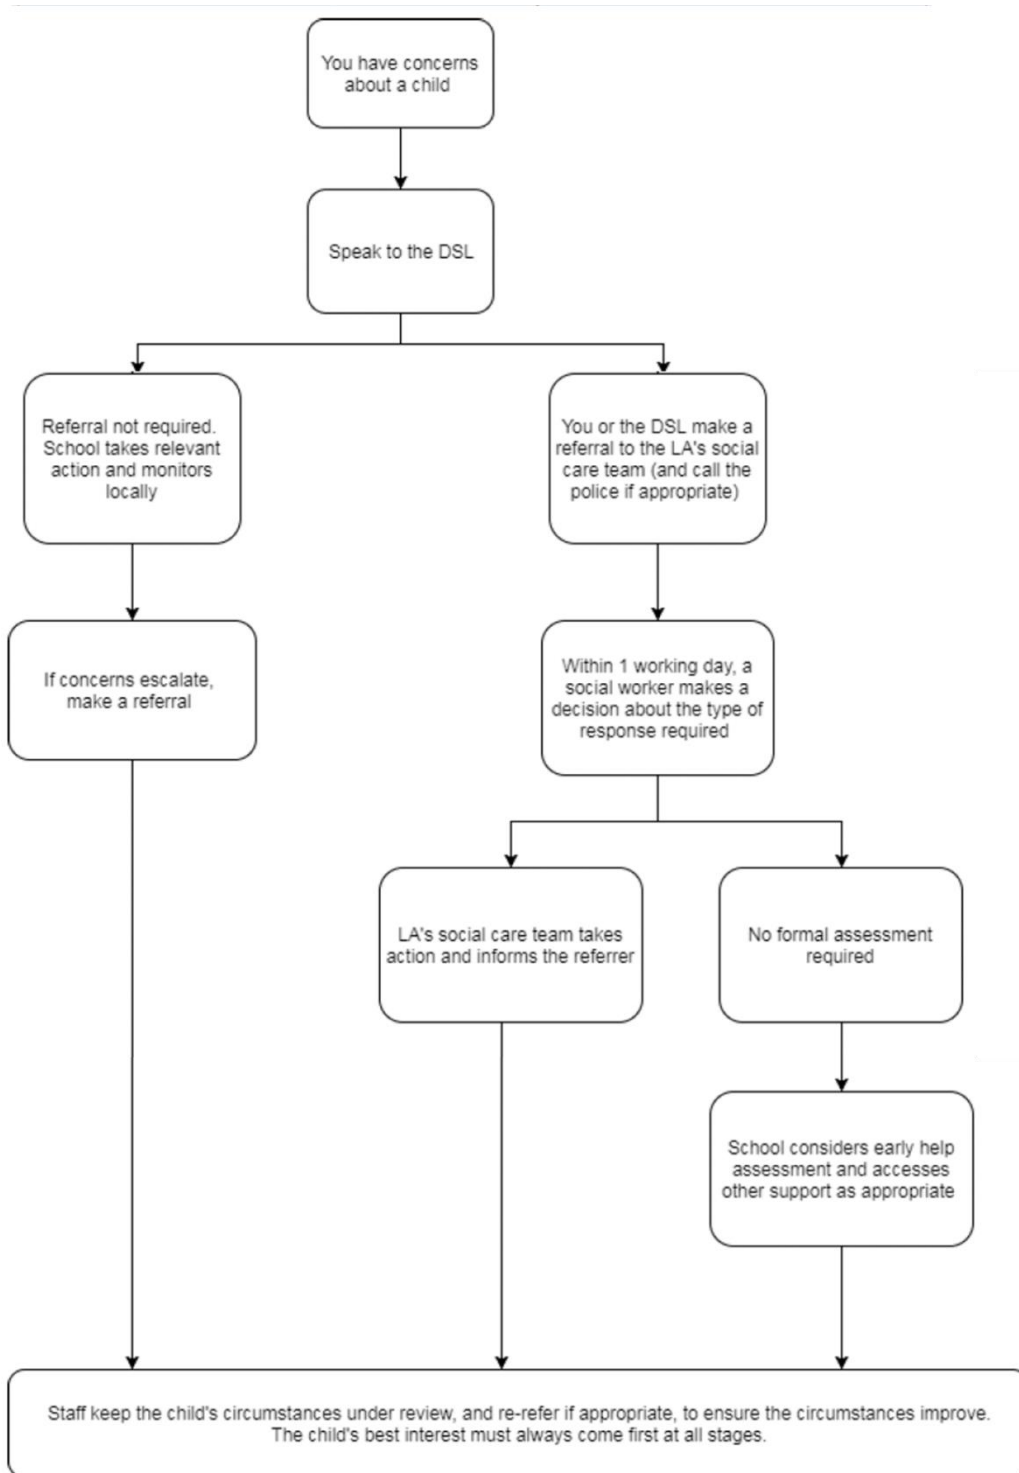 You have concerns
about a child
Speak to the DSL
Referral not required.
School takes relevant
action and monitors
locally
You or the DSL make a
referral to the LA's social
care team (and call the
police if appropriate)
If concerns escalate,
make a referral
Within 1 working day, a
social worker makes a
decision about the type of
response required
LA's social care team takes
action and informs the referrer
No formal assessment
required
School considers early help
assessment and accesses
other support as appropriate
Staff keep the child's circumstances under review, and re-refer if appropriate, to ensure the circumstances improve.
The child's best interest must always come first at all stages.